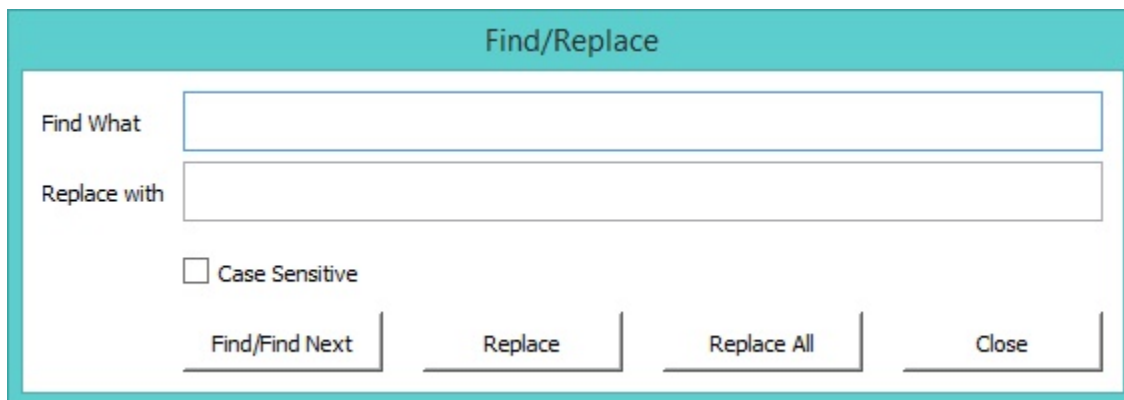 Find/Replace
Find What
Replace with
Case Sensitive
Find/Find Next Replace Replace All Close